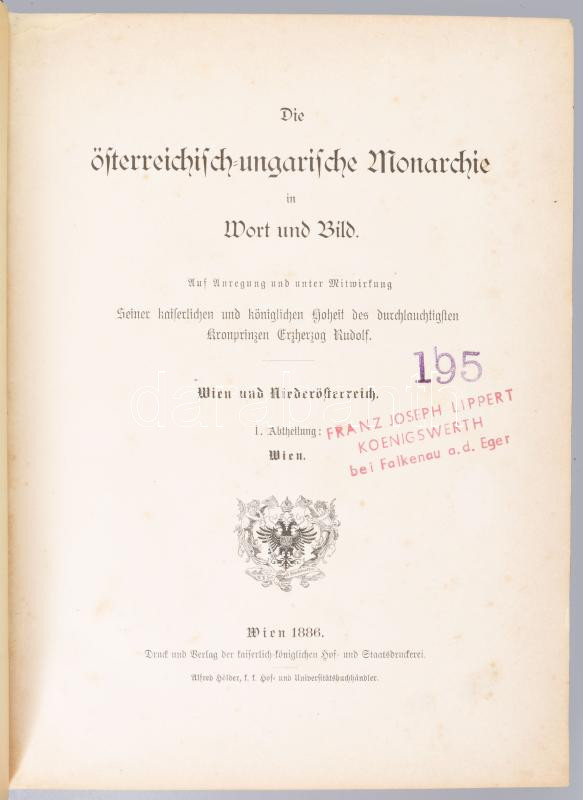 Die
österreichisch-ungarische Monarchie
in
Wort und Bild.
Auf Anregung und unter Mitwirkung
Seiner kaiserlichen und königlichen Hoheit des durchlauchtigsten
Kronprinzen Erzherzog Rudolf.
195
Wien und Niederösterreich.
darabanth
1. Abtheilung:
Wien.
FRANZ JOSEPH LIPPERT
KOENIGSWERTH
bei Falkenau a.d. Eger
Wien 1886.
Druck und Verlag der kaiserlich-königlichen Hof- und Staatsdruckerei.
Alfred Hölder, k. k. Hof- und Universitätsbuchhändler.